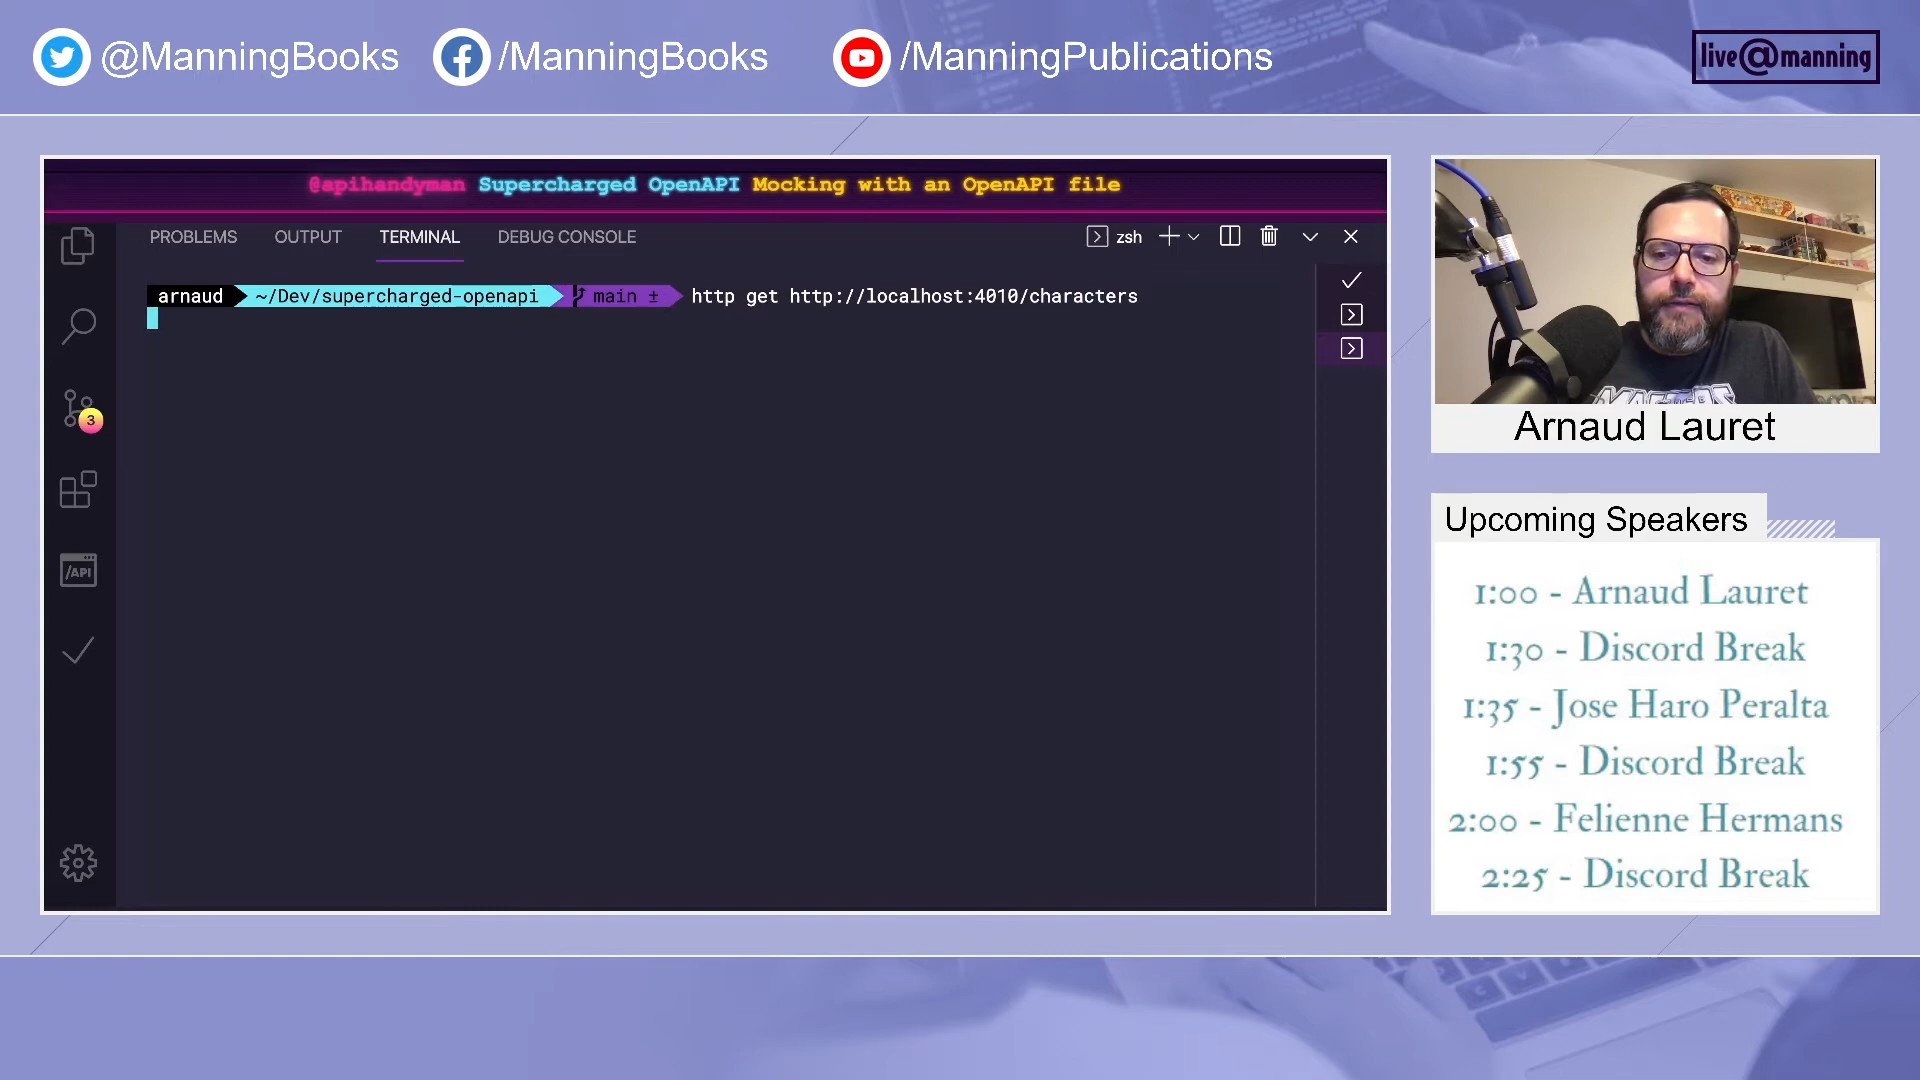 @ManningBooks
/ManningBooks
/ManningPublications
live@manning
@apihandyman Supercharged OpenAPI Mocking with an OpenAPI file
PROBLEMS
OUTPUT
TERMINAL
DEBUG CONSOLE
zsh
arnaud ~/Dev/supercharged-openapi main ± http get http://localhost:4010/characters
3
/API
Arnaud Lauret
Upcoming Speakers
1:00 - Arnaud Lauret
1:30 - Discord Break
1:35 - Jose Haro Peralta
1:55 - Discord Break
2:00 - Felienne Hermans
2:25 - Discord Break